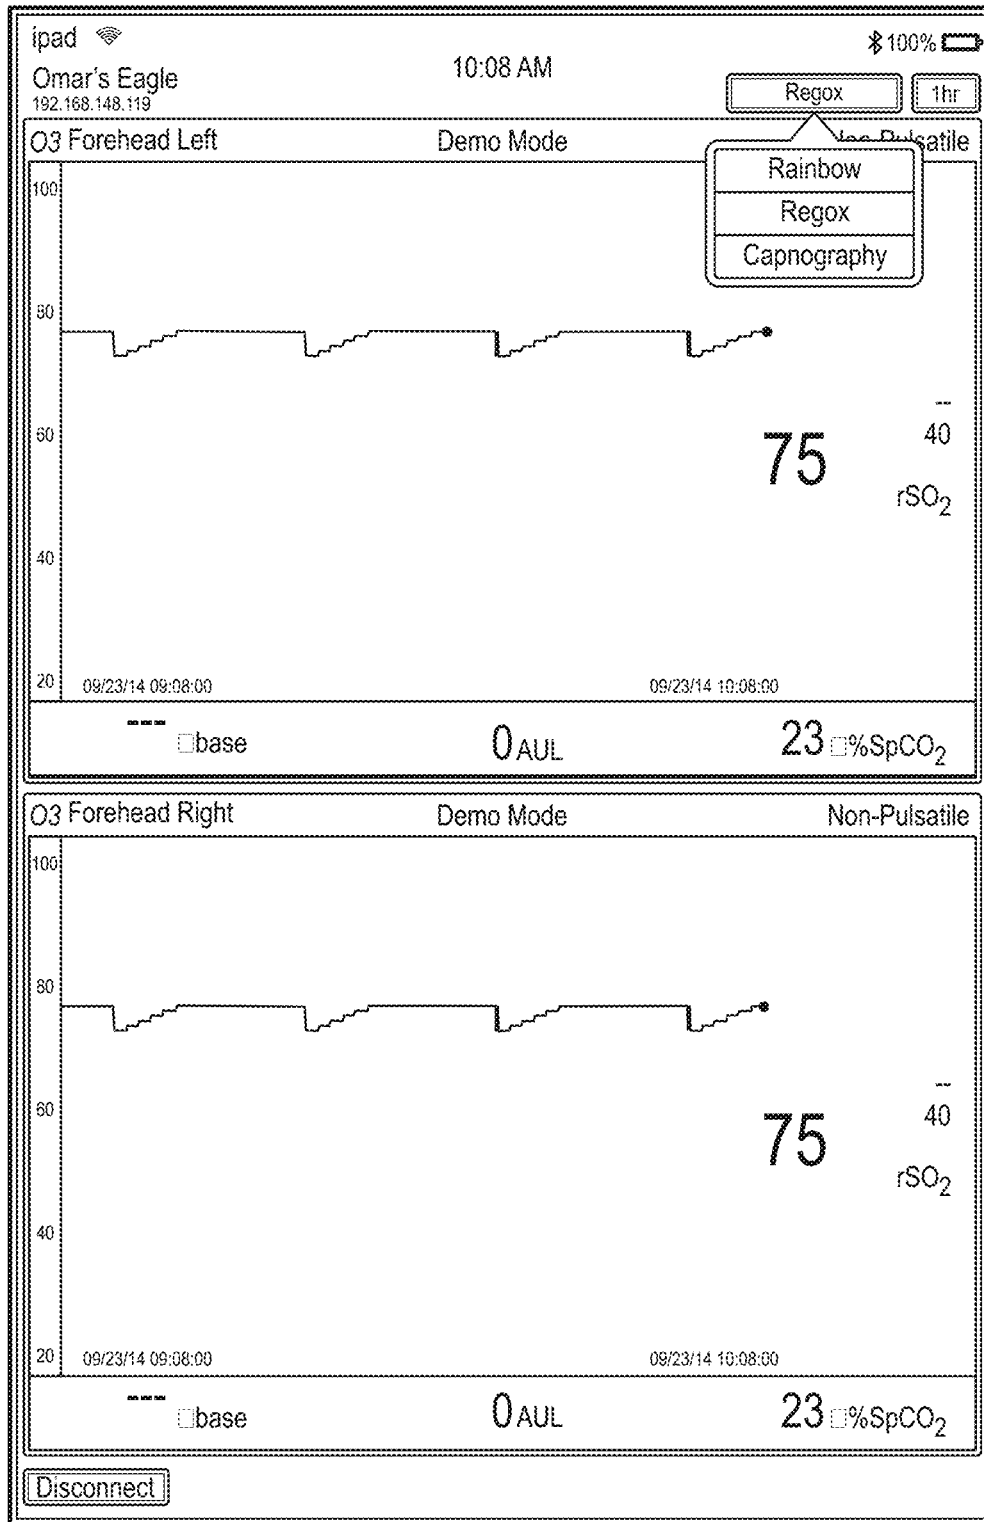 ipad 100%
10:08 AM
Omar's Eagle
192.168.148.119
Regox 1hr
O3 Forehead Left Demo Mode
Rainbow
Regox
Capnography
100
80
60
40
20
--
40
75
rSO2
09/23/14 09:08:00 09/23/14 10:08:00
--- □base 0 AUL 23 □%SpCO2
O3 Forehead Right Demo Mode Non-Pulsatile
100
80
60
40
20
--
40
75
rSO2
09/23/14 09:08:00 09/23/14 10:08:00
--- □base 0 AUL 23 □%SpCO2
Disconnect